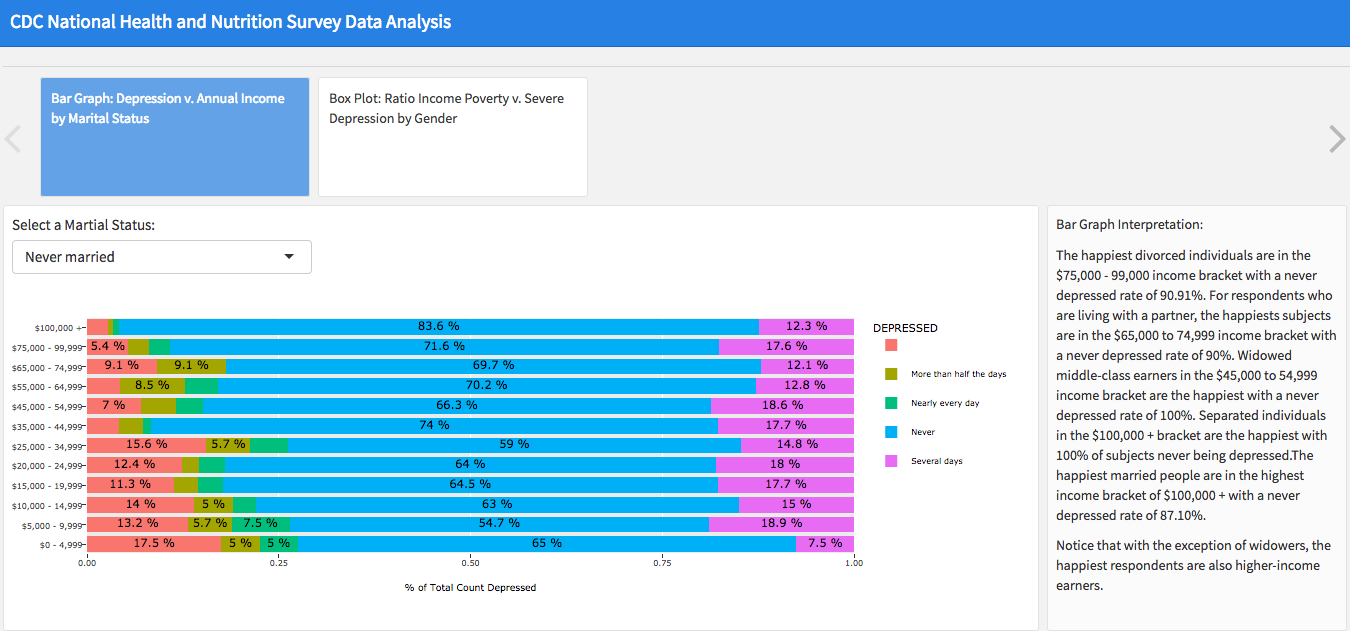 CDC National Health and Nutrition Survey Data Analysis
Bar Graph: Depression v. Annual Income
by Marital Status
Box Plot: Ratio Income Poverty v. Severe
Depression by Gender
Select a Martial Status:
Never married
$100,000 + 83.6 % 12.3 %
$75,000 - 99,999 5.4 % 71.6 % 17.6 %
$65,000 - 74,999 9.1 % 9.1 % 69.7 % 12.1 %
$55,000 - 64,999 8.5 % 70.2 % 12.8 %
$45,000 - 54,999 7 % 66.3 % 18.6 %
$35,000 - 44,999 74 % 17.7 %
$25,000 - 34,999 15.6 % 5.7 % 59 % 14.8 %
$20,000 - 24,999 12.4 % 64 % 18 %
$15,000 - 19,999 11.3 % 64.5 % 17.7 %
$10,000 - 14,999 14 % 5 % 63 % 15 %
$5,000 - 9,999 13.2 % 5.7 % 7.5 % 54.7 % 18.9 %
$0 - 4,999 17.5 % 5 % 5 % 65 % 7.5 %
0.00 0.25 0.50 0.75 1.00
% of Total Count Depressed
DEPRESSED
More than half the days
Nearly every day
Never
Several days
Bar Graph Interpretation:
The happiest divorced individuals are in the
$75,000 - 99,000 income bracket with a never
depressed rate of 90.91%. For respondents who
are living with a partner, the happiests subjects
are in the $65,000 to 74,999 income bracket with
a never depressed rate of 90%. Widowed
middle-class earners in the $45,000 to 54,999
income bracket are the happiest with a never
depressed rate of 100%. Separated individuals
in the $100,000 + bracket are the happiest with
100% of subjects never being depressed.The
happiest married people are in the highest
income bracket of $100,000 + with a never
depressed rate of 87.10%.
Notice that with the exception of widowers, the
happiest respondents are also higher-income
earners.